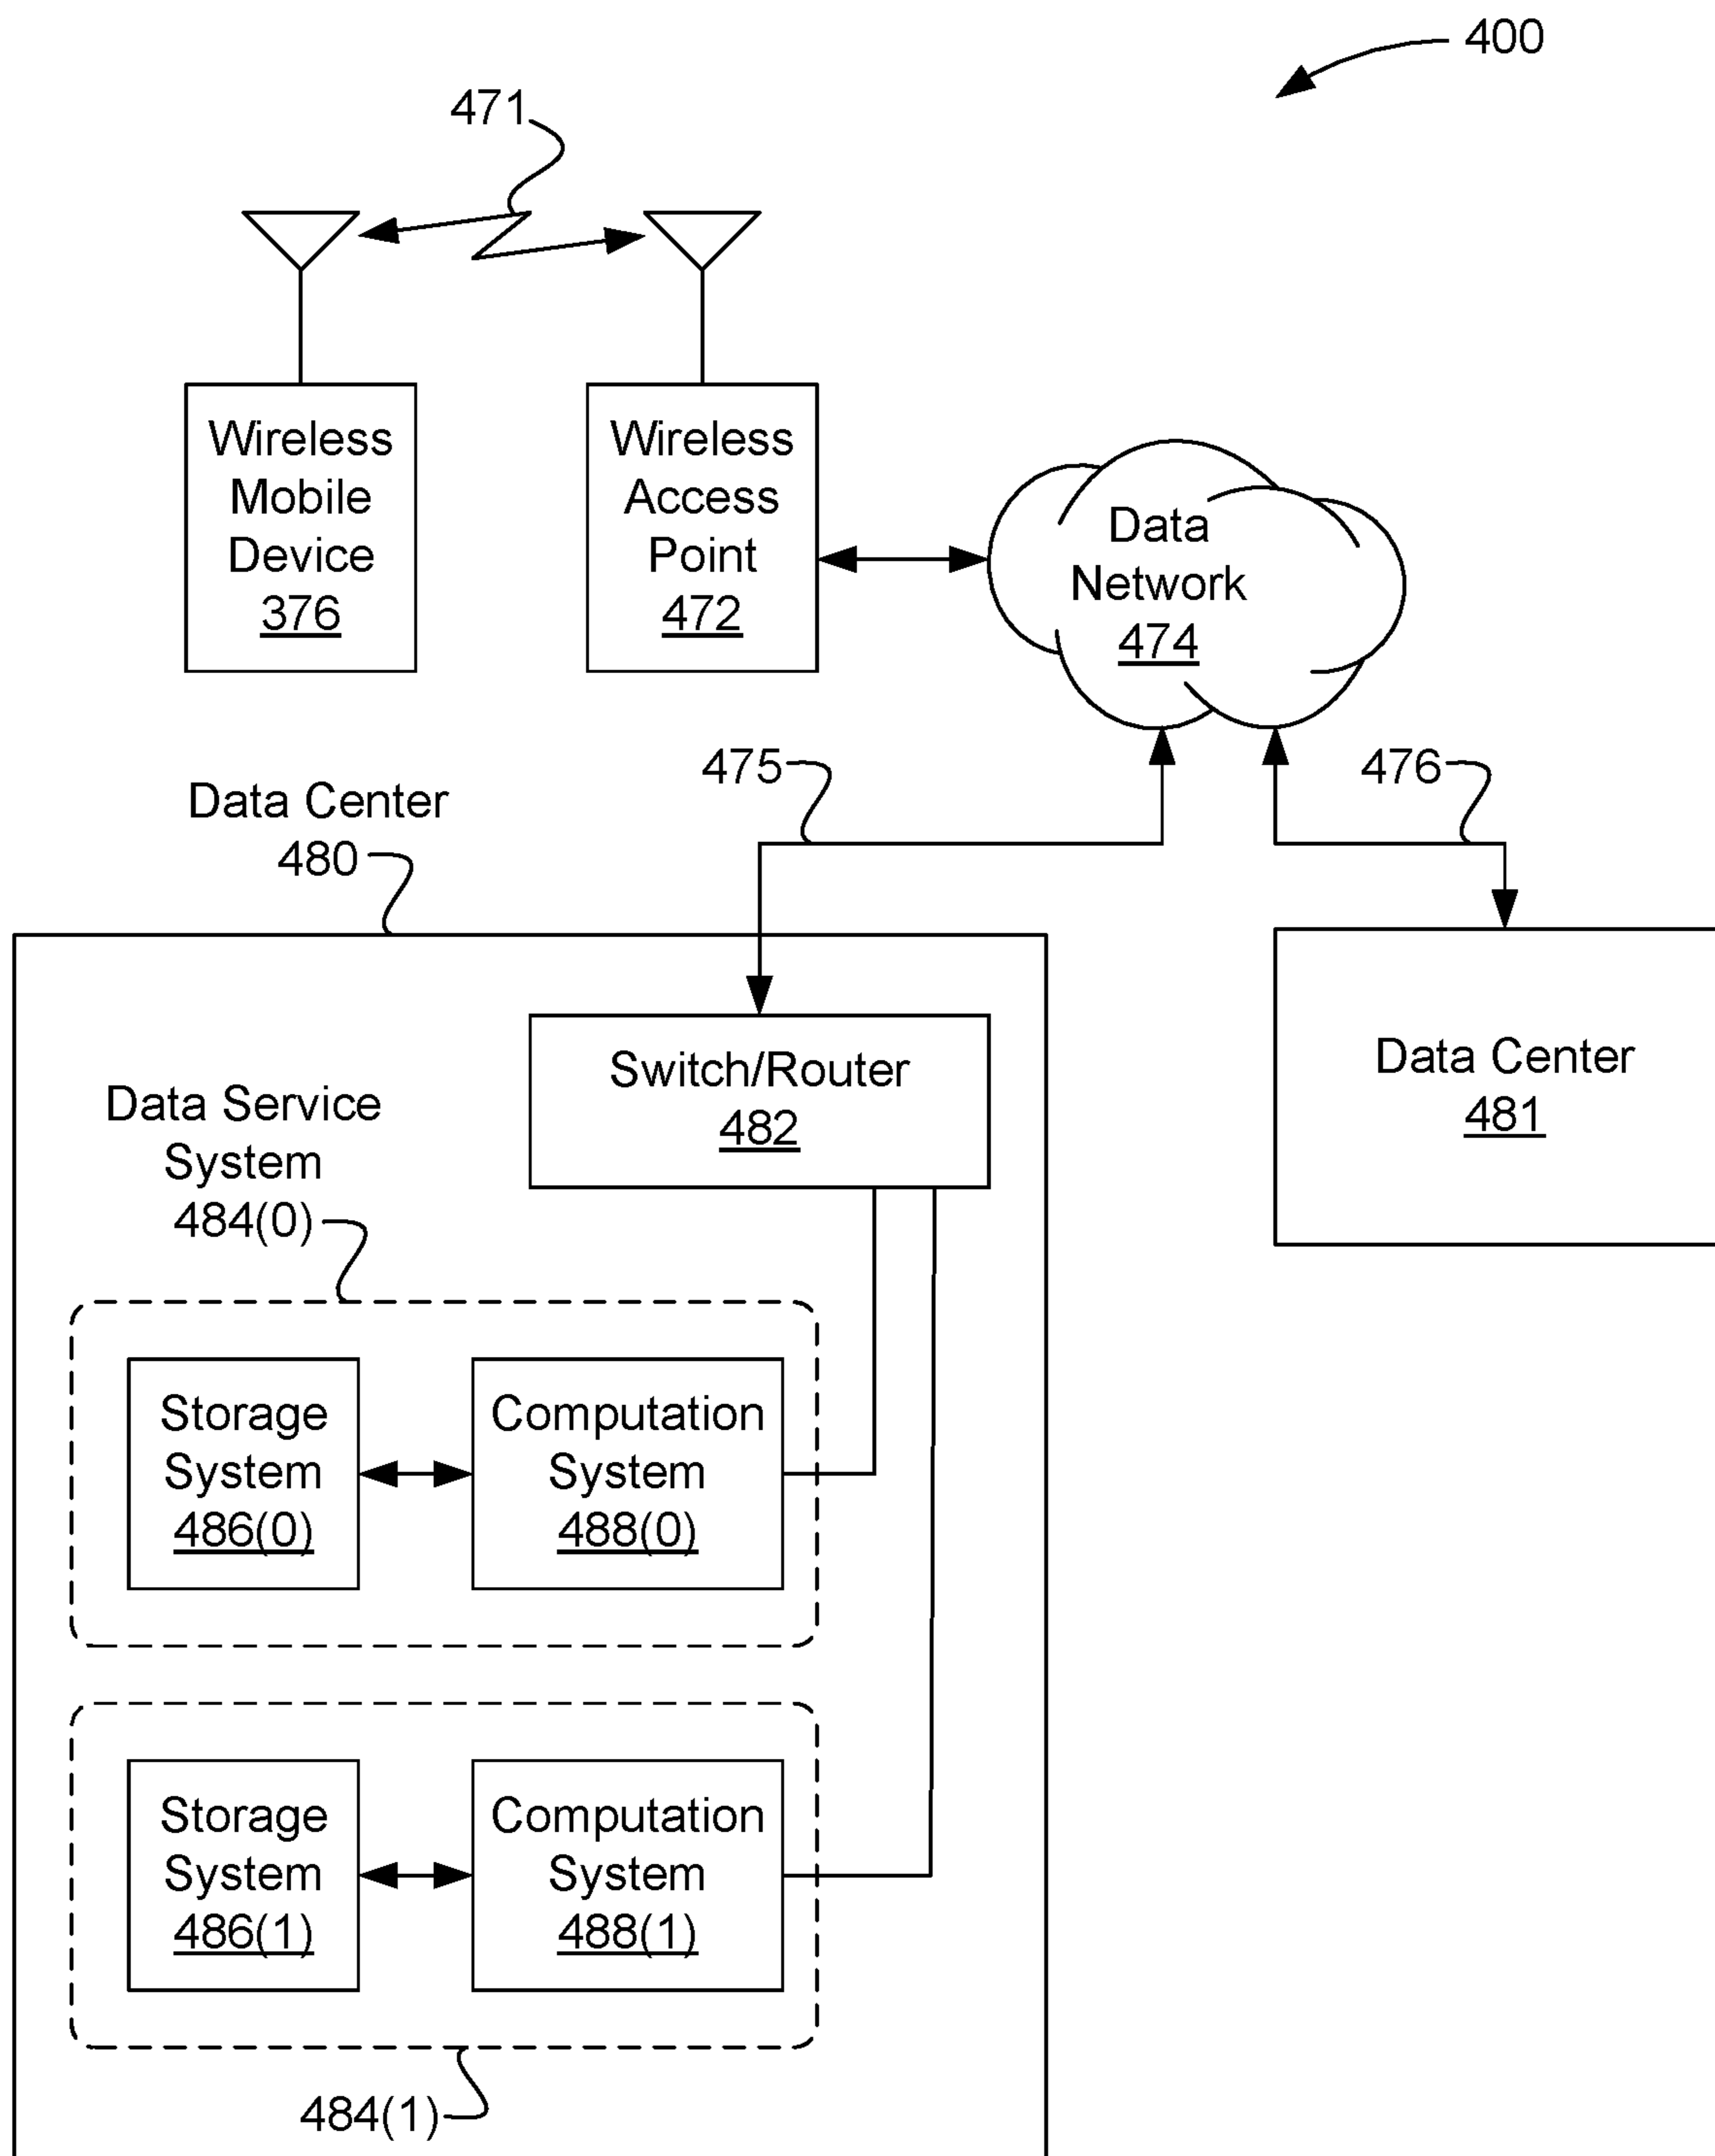 400
471
Wireless
Mobile
Device
376
Wireless
Access
Point
472
Data
Network
474
475
476
Data Center
480
Switch/Router
482
Data Center
481
Data Service
System
484(0)
Storage
System
486(0)
Computation
System
488(0)
Storage
System
486(1)
Computation
System
488(1)
484(1)